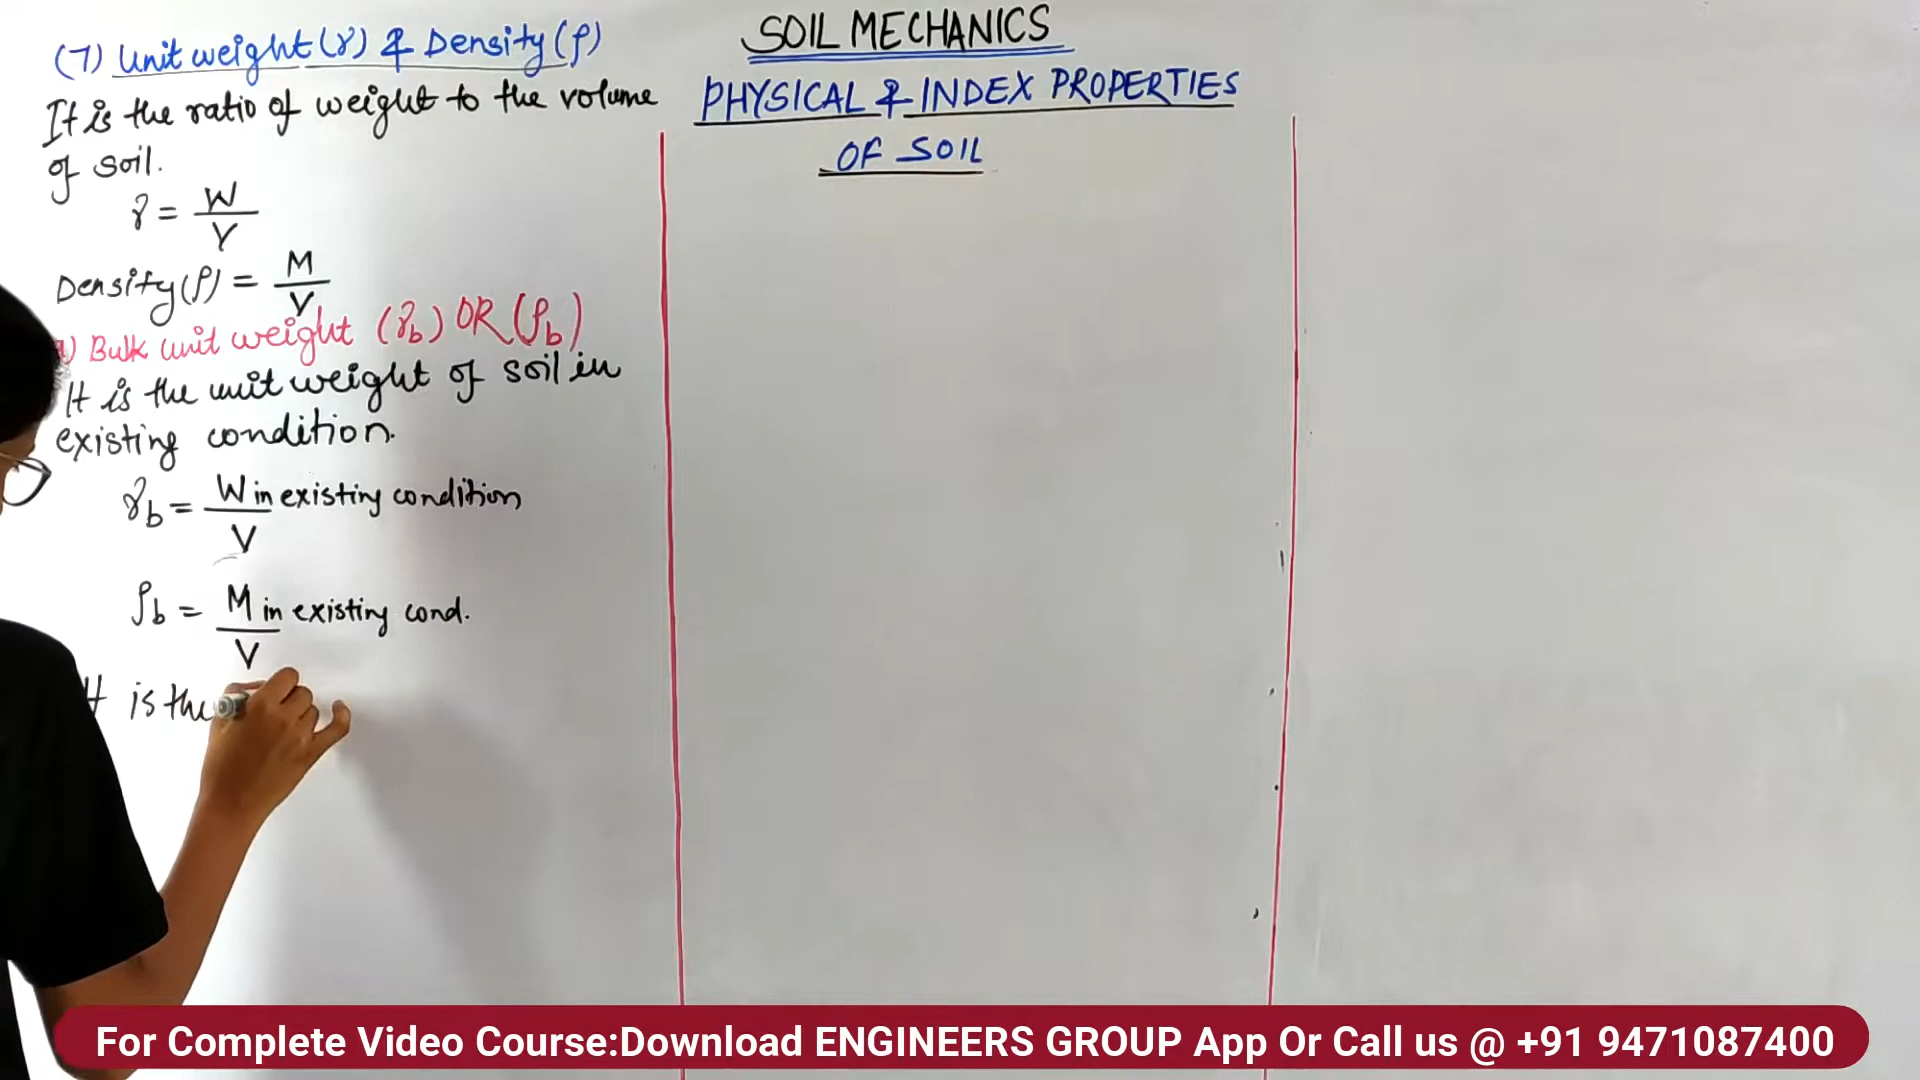 SOIL MECHANICS
PHYSICAL & INDEX PROPERTIES
OF SOIL
(7) Unit weight (γ) & Density (ρ)
It is the ratio of weight to the volume
of soil.
γ = W/V
Density (ρ) = M/V
a) Bulk unit weight (γb) OR (ρb)
It is the unit weight of soil in
existing condition.
γb = W in existing condition / V
ρb = M in existing cond. / V
It is the
For Complete Video Course:Download ENGINEERS GROUP App Or Call us @ +91 9471087400